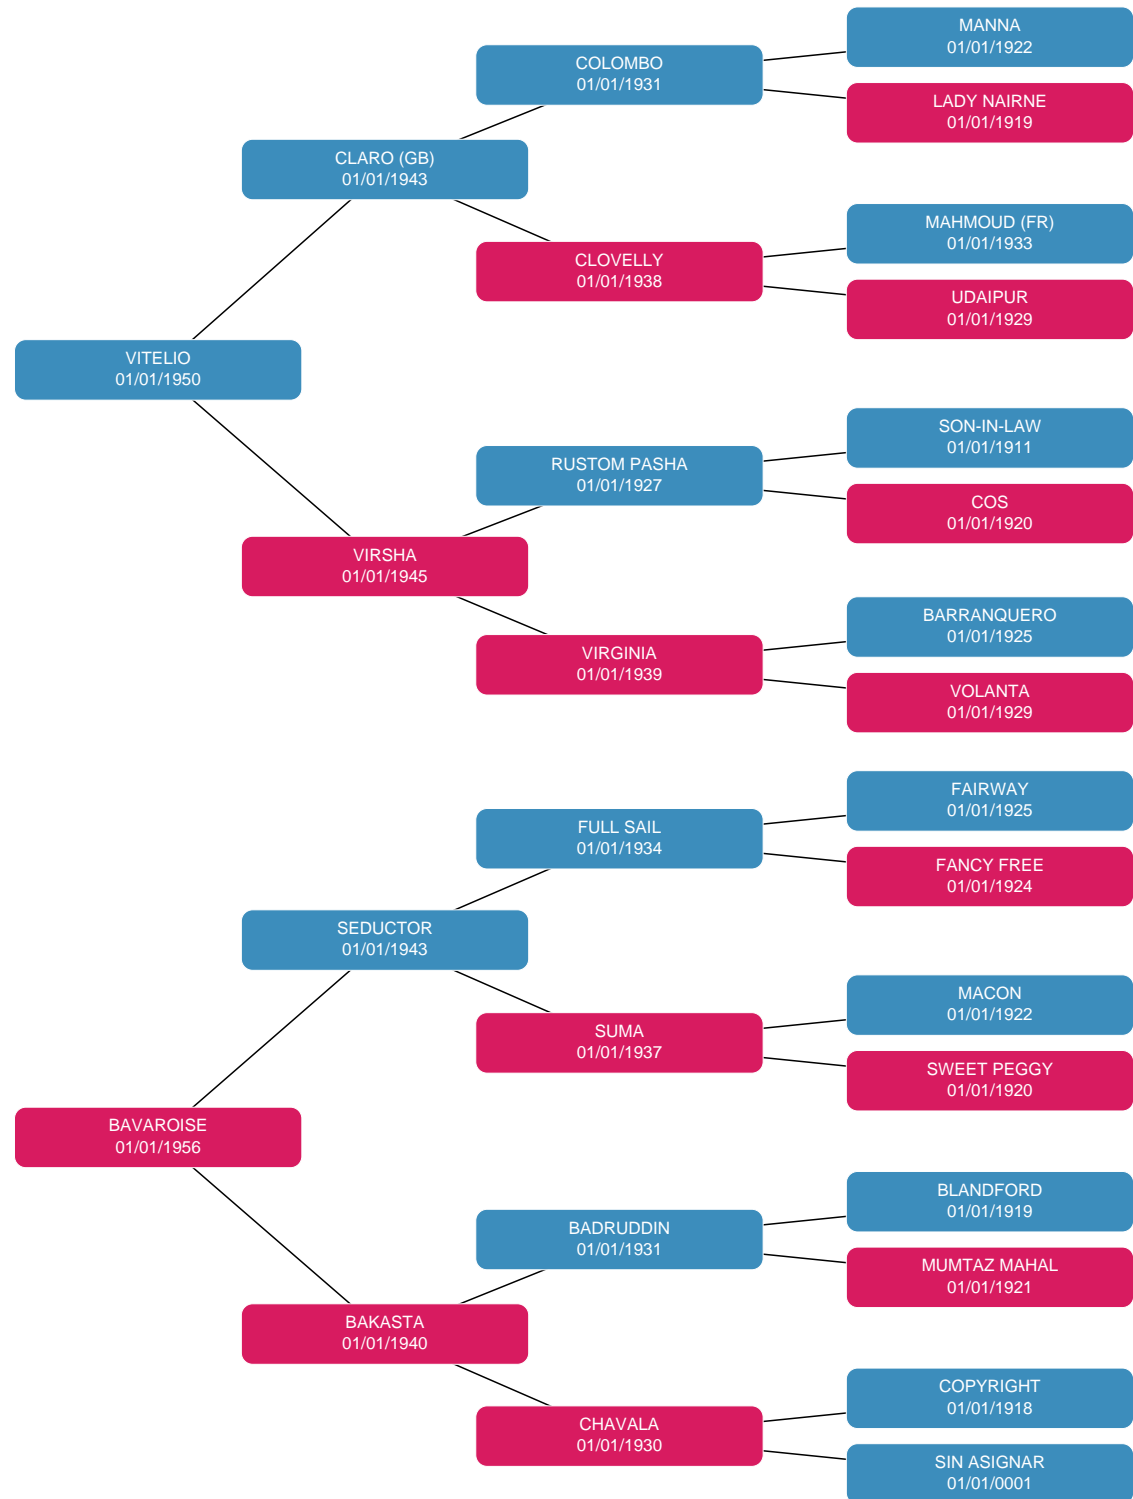 MANNA
01/01/1922
COLOMBO
01/01/1931
LADY NAIRNE
01/01/1919
CLARO (GB)
01/01/1943
MAHMOUD (FR)
01/01/1933
CLOVELLY
01/01/1938
UDAIPUR
01/01/1929
VITELIO
01/01/1950
SON-IN-LAW
01/01/1911
RUSTOM PASHA
01/01/1927
COS
01/01/1920
VIRSHA
01/01/1945
BARRANQUERO
01/01/1925
VIRGINIA
01/01/1939
VOLANTA
01/01/1929
FAIRWAY
01/01/1925
FULL SAIL
01/01/1934
FANCY FREE
01/01/1924
SEDUCTOR
01/01/1943
MACON
01/01/1922
SUMA
01/01/1937
SWEET PEGGY
01/01/1920
BAVAROISE
01/01/1956
BLANDFORD
01/01/1919
BADRUDDIN
01/01/1931
MUMTAZ MAHAL
01/01/1921
BAKASTA
01/01/1940
COPYRIGHT
01/01/1918
CHAVALA
01/01/1930
SIN ASIGNAR
01/01/0001